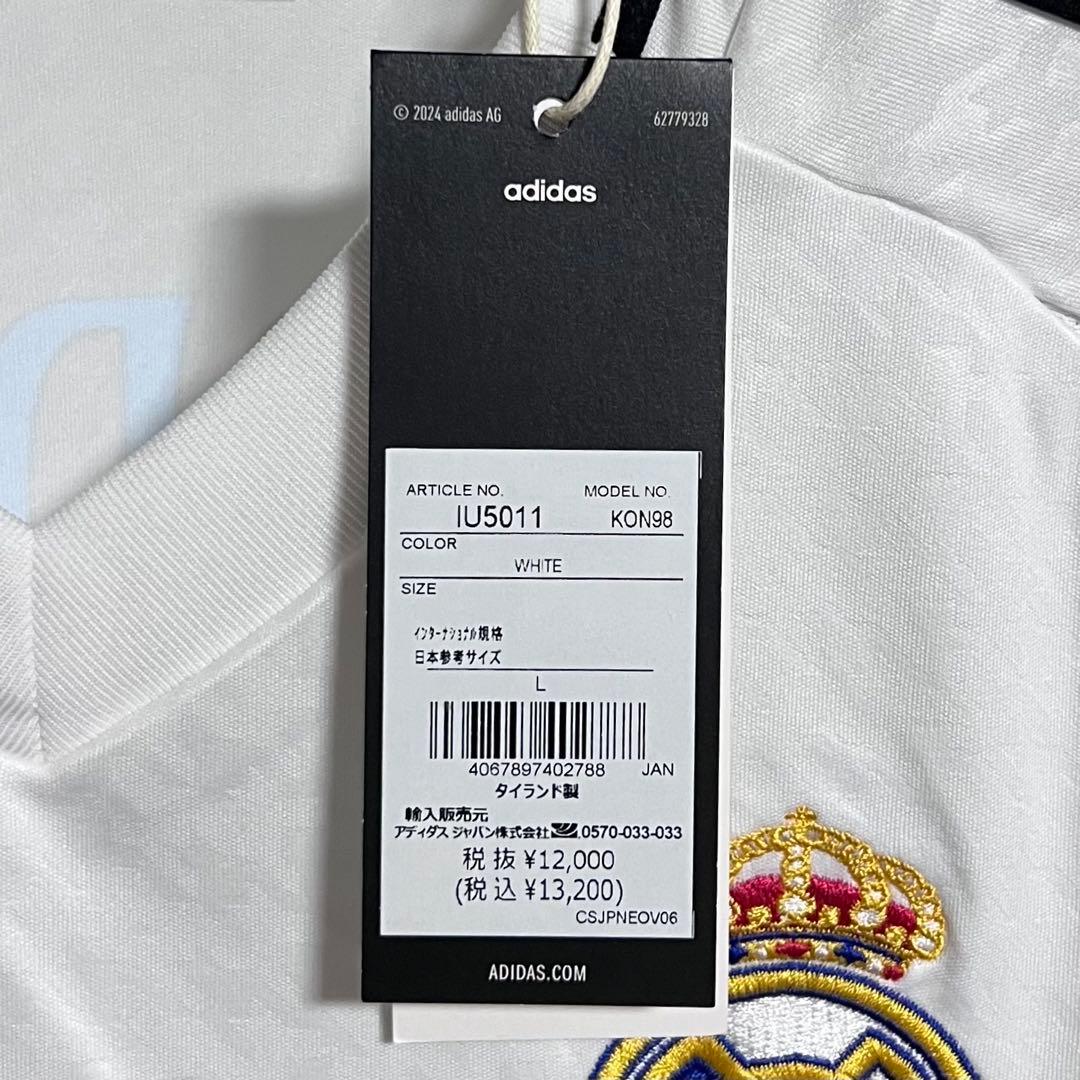 © 2024 adidas AG
62779328
adidas
ARTICLE NO. MODEL NO.
IU5011 KON98
COLOR
WHITE
SIZE
インターナショナル規格
日本参考サイズ
L
4067897402788 JAN
タイランド製
輸入販売元
アディダス ジャパン株式会社 0570-033-033
税抜 ¥12,000
(税込 ¥13,200)
CSJPNEOV06
ADIDAS.COM